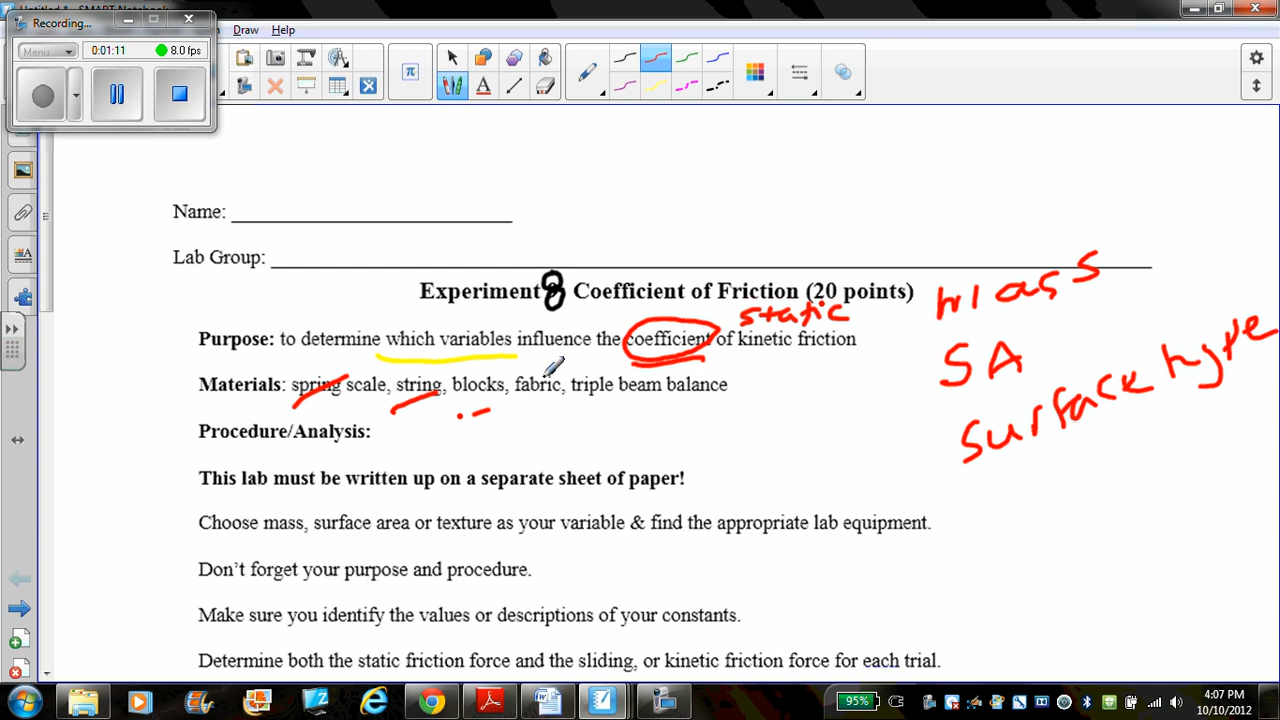 Untitled * - SMART Notebook
Recording...
Draw Help
Menu 0:01:11 8.0 fps
Name:
Lab Group:
Experiment 8 Coefficient of Friction (20 points)
static
Purpose: to determine which variables influence the coefficient of kinetic friction
Materials: spring scale, string, blocks, fabric, triple beam balance
Procedure/Analysis:
This lab must be written up on a separate sheet of paper!
Choose mass, surface area or texture as your variable & find the appropriate lab equipment.
Don't forget your purpose and procedure.
Make sure you identify the values or descriptions of your constants.
Determine both the static friction force and the sliding, or kinetic friction force for each trial.
mass
SA
surface type
95%
4:07 PM
10/10/2012